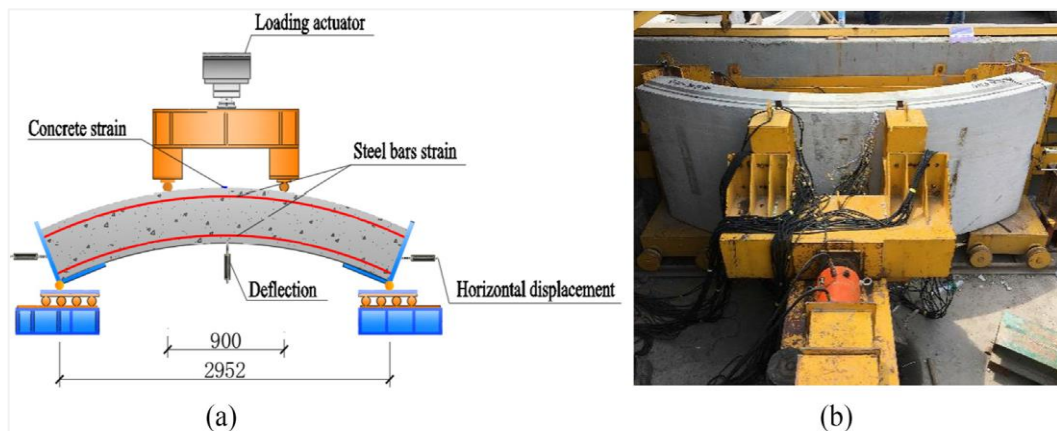 Loading actuator
Concrete strain
Steel bars strain
Deflection
Horizontal displacement
900
2952
(a)
(b)